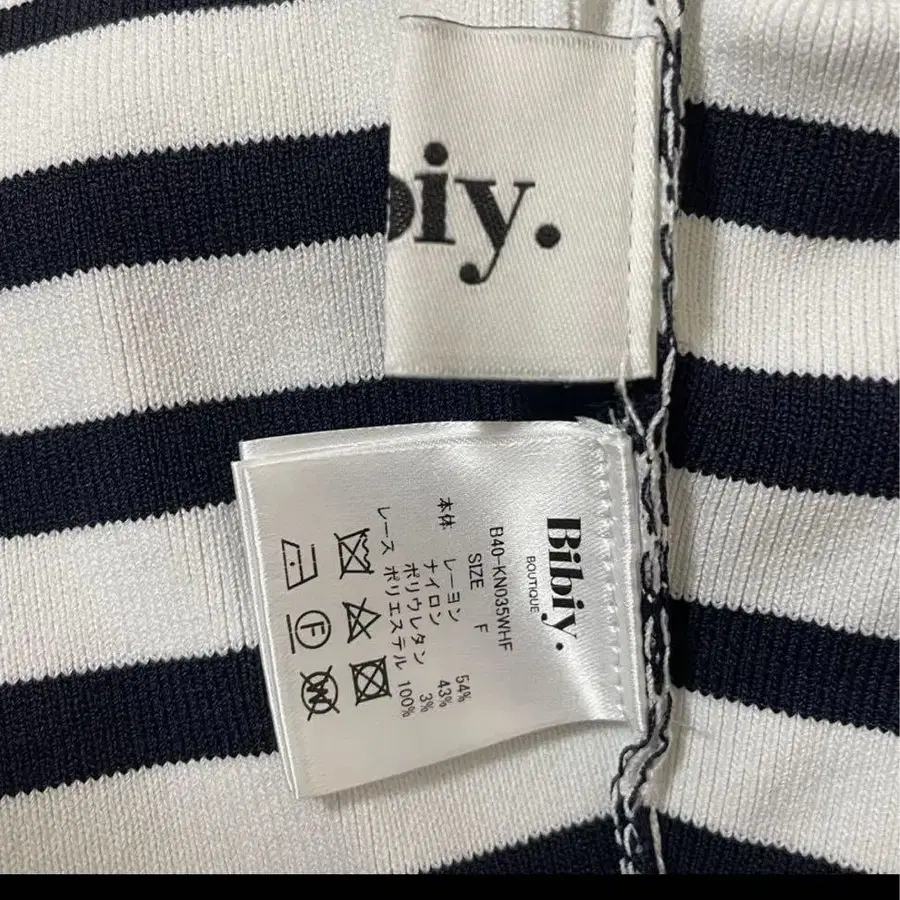 biy.
Bibiy.
BOUTIQUE
B40-KN035WHF
SIZE F
本体 レーヨン 54%
ナイロン 43%
ポリウレタン 3%
レース ポリエステル 100%
F
W